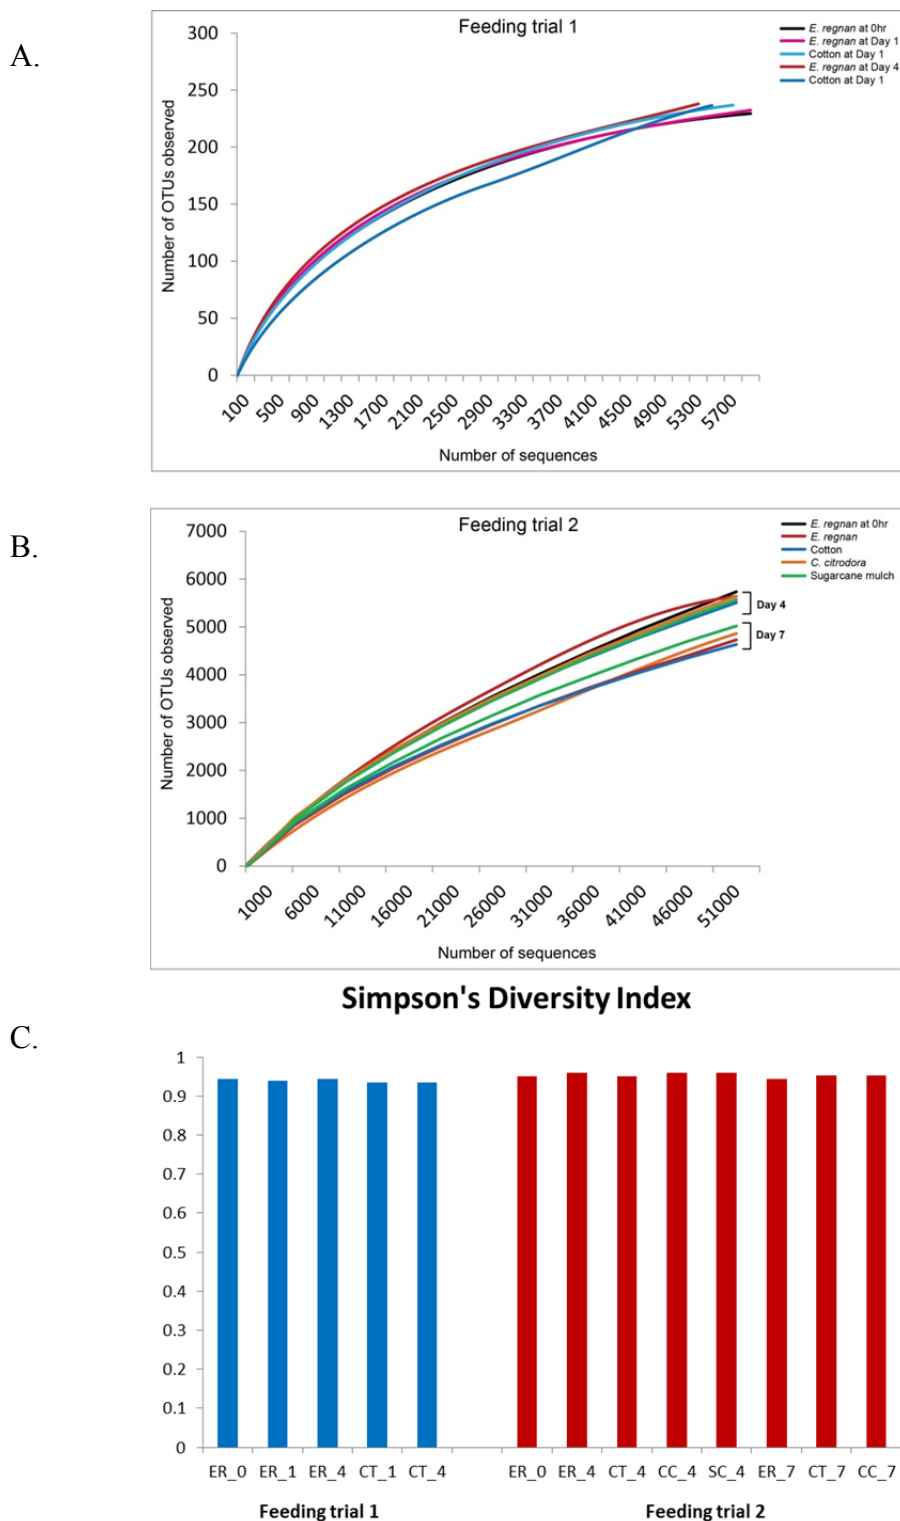 A.
Feeding trial 1
E. regnan at 0hr
E. regnan at Day 1
Cotton at Day 1
E. regnan at Day 4
Cotton at Day 1
Number of OTUs observed
300
250
200
150
100
50
0
100 500 900 1300 1700 2100 2500 2900 3300 3700 4100 4500 4900 5300 5700
Number of sequences
B.
Feeding trial 2
E. regnan at 0hr
E. regnan
Cotton
C. citrodora
Sugarcane mulch
Day 4
Day 7
Number of OTUs observed
7000
6000
5000
4000
3000
2000
1000
0
1000 6000 11000 16000 21000 26000 31000 36000 41000 46000 51000
Number of sequences
Simpson's Diversity Index
C.
1
0.9
0.8
0.7
0.6
0.5
0.4
0.3
0.2
0.1
0
ER_0 ER_1 ER_4 CT_1 CT_4 ER_0 ER_4 CT_4 CC_4 SC_4 ER_7 CT_7 CC_7
Feeding trial 1 Feeding trial 2